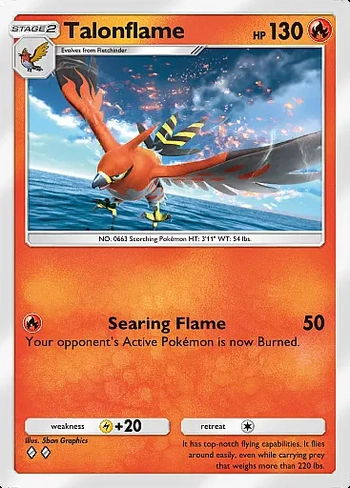 STAGE 2
Talonflame
HP 130
Evolves from Fletchinder
NO. 0663 Scorching Pokémon HT: 3'11" WT: 54 lbs.
Searing Flame 50
Your opponent's Active Pokémon is now Burned.
weakness +20 retreat
Illus. 5ban Graphics
It has top-notch flying capabilities. It flies
around easily, even while carrying prey
that weighs more than 220 lbs.